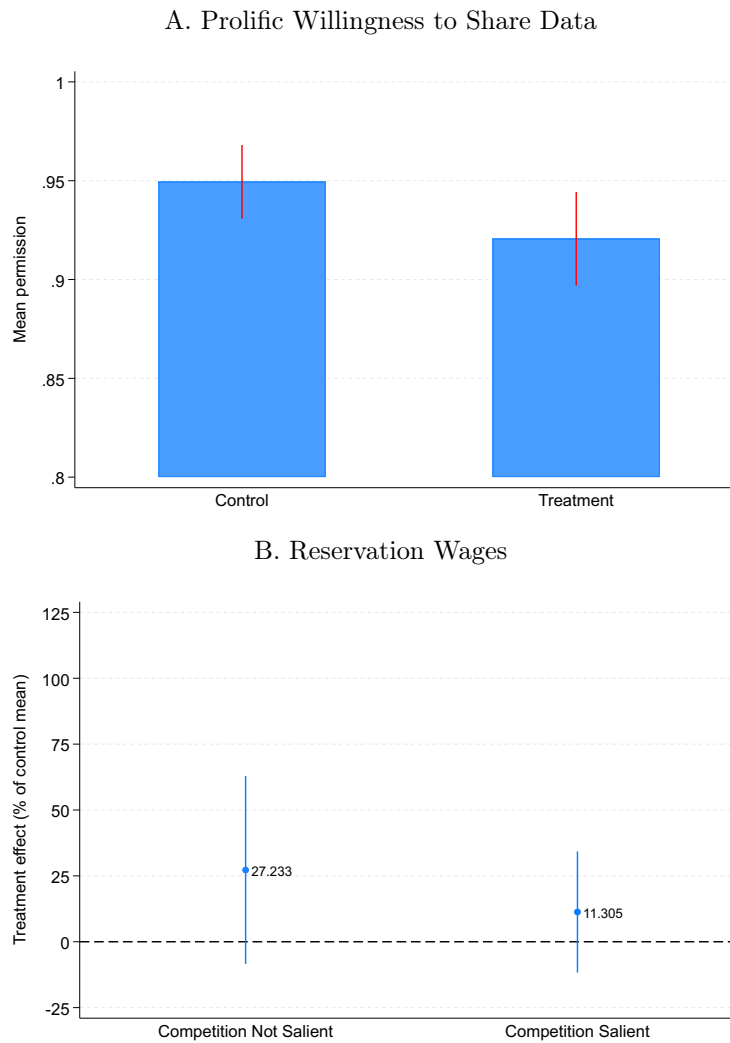 A. Prolific Willingness to Share Data
Mean permission
1
.95
.9
.85
.8
Control
Treatment
B. Reservation Wages
Treatment effect (% of control mean)
125
100
75
50
25
0
-25
27.233
11.305
Competition Not Salient
Competition Salient